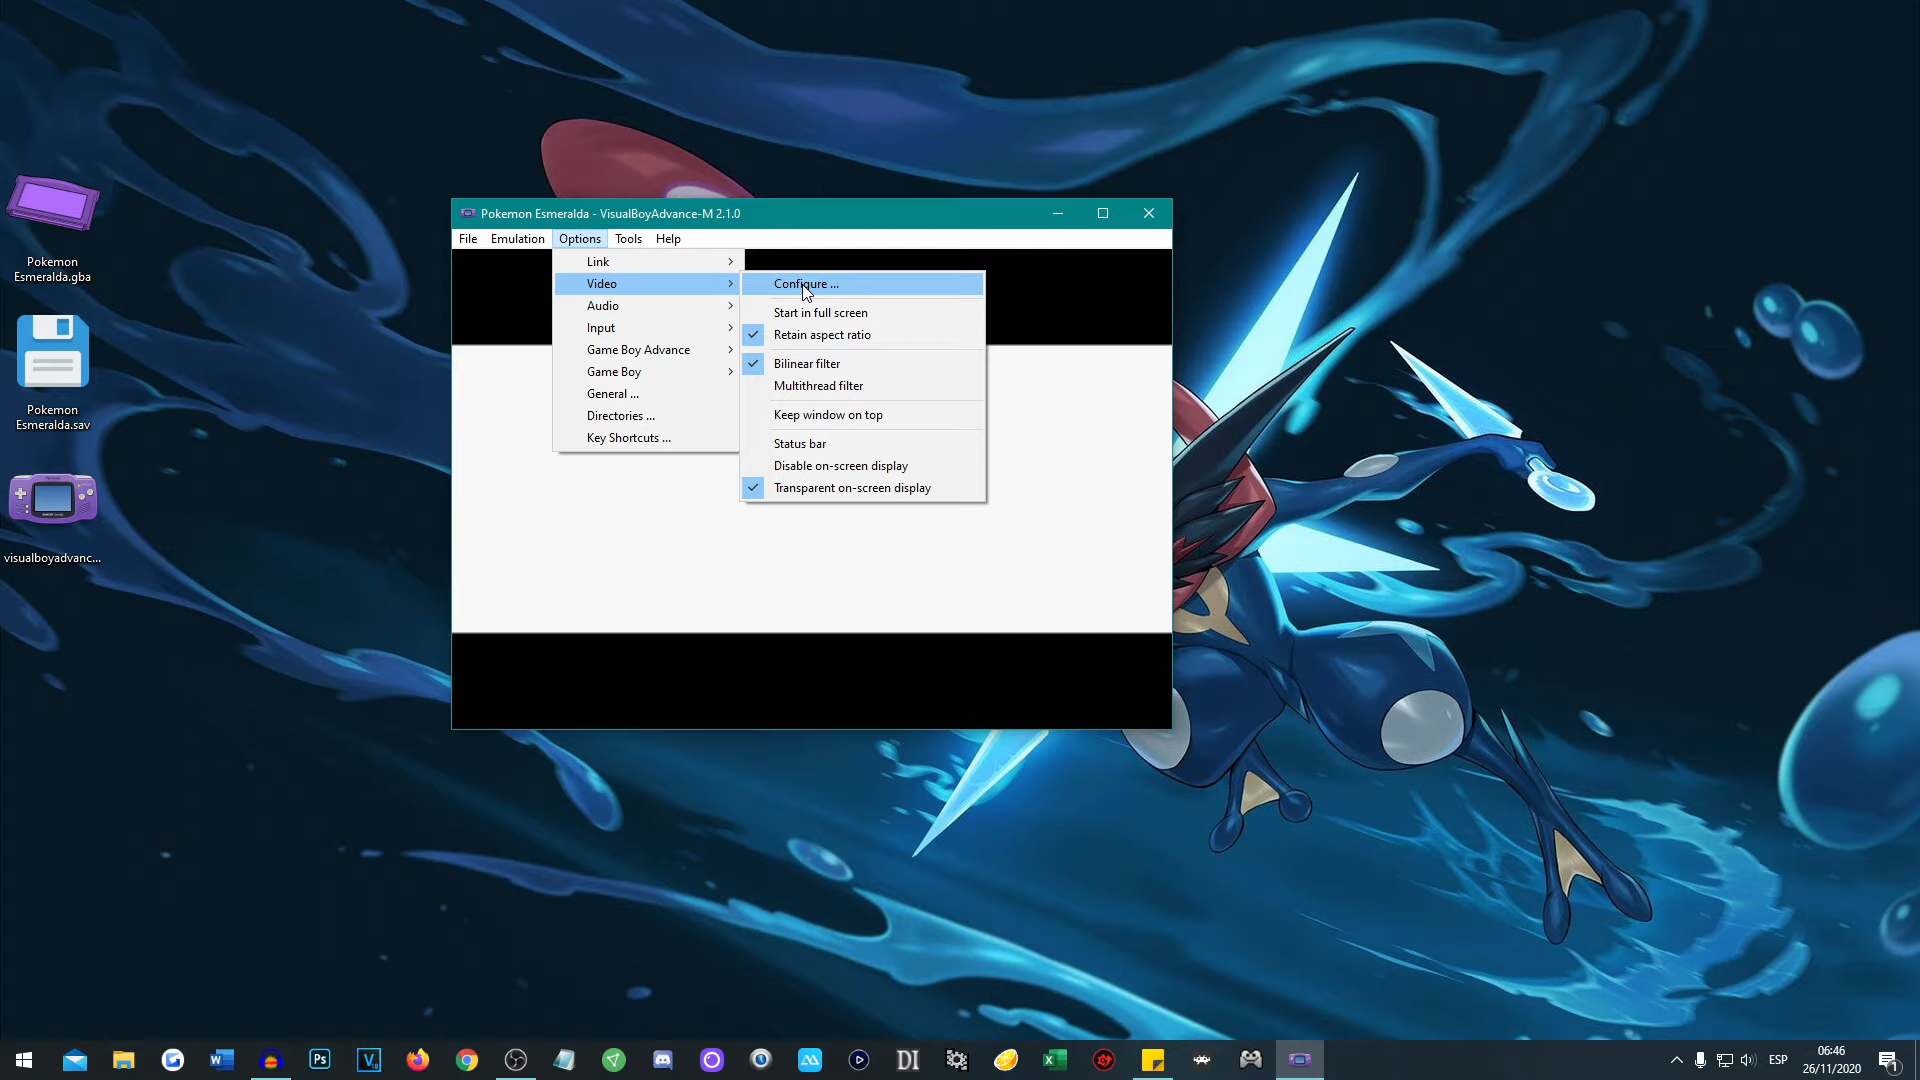 Pokemon Esmeralda - VisualBoyAdvance-M 2.1.0
File Emulation Options Tools Help
Link
Video
Audio
Input
Game Boy Advance
Game Boy
General ...
Directories ...
Key Shortcuts ...
Configure ...
Start in full screen
Retain aspect ratio
Bilinear filter
Multithread filter
Keep window on top
Status bar
Disable on-screen display
Transparent on-screen display
Pokemon
Esmeralda.gba
Pokemon
Esmeralda.sav
visualboyadvanc...
DI
ESP
06:46
26/11/2020
1